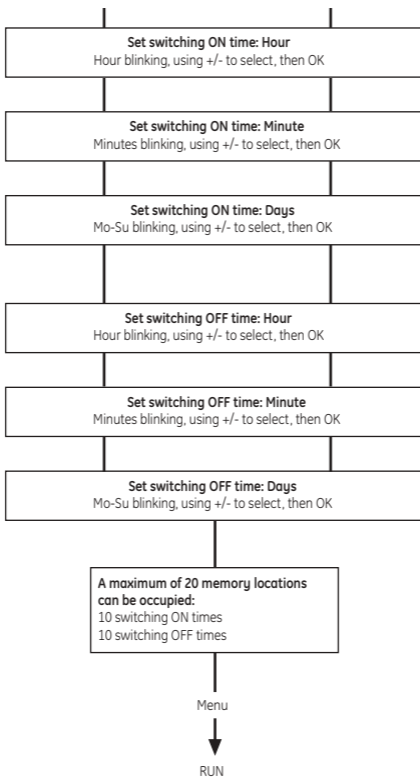 Set switching ON time: Hour
Hour blinking, using +/- to select, then OK
Set switching ON time: Minute
Minutes blinking, using +/- to select, then OK
Set switching ON time: Days
Mo-Su blinking, using +/- to select, then OK
Set switching OFF time: Hour
Hour blinking, using +/- to select, then OK
Set switching OFF time: Minute
Minutes blinking, using +/- to select, then OK
Set switching OFF time: Days
Mo-Su blinking, using +/- to select, then OK
A maximum of 20 memory locations
can be occupied:
10 switching ON times
10 switching OFF times
Menu
RUN